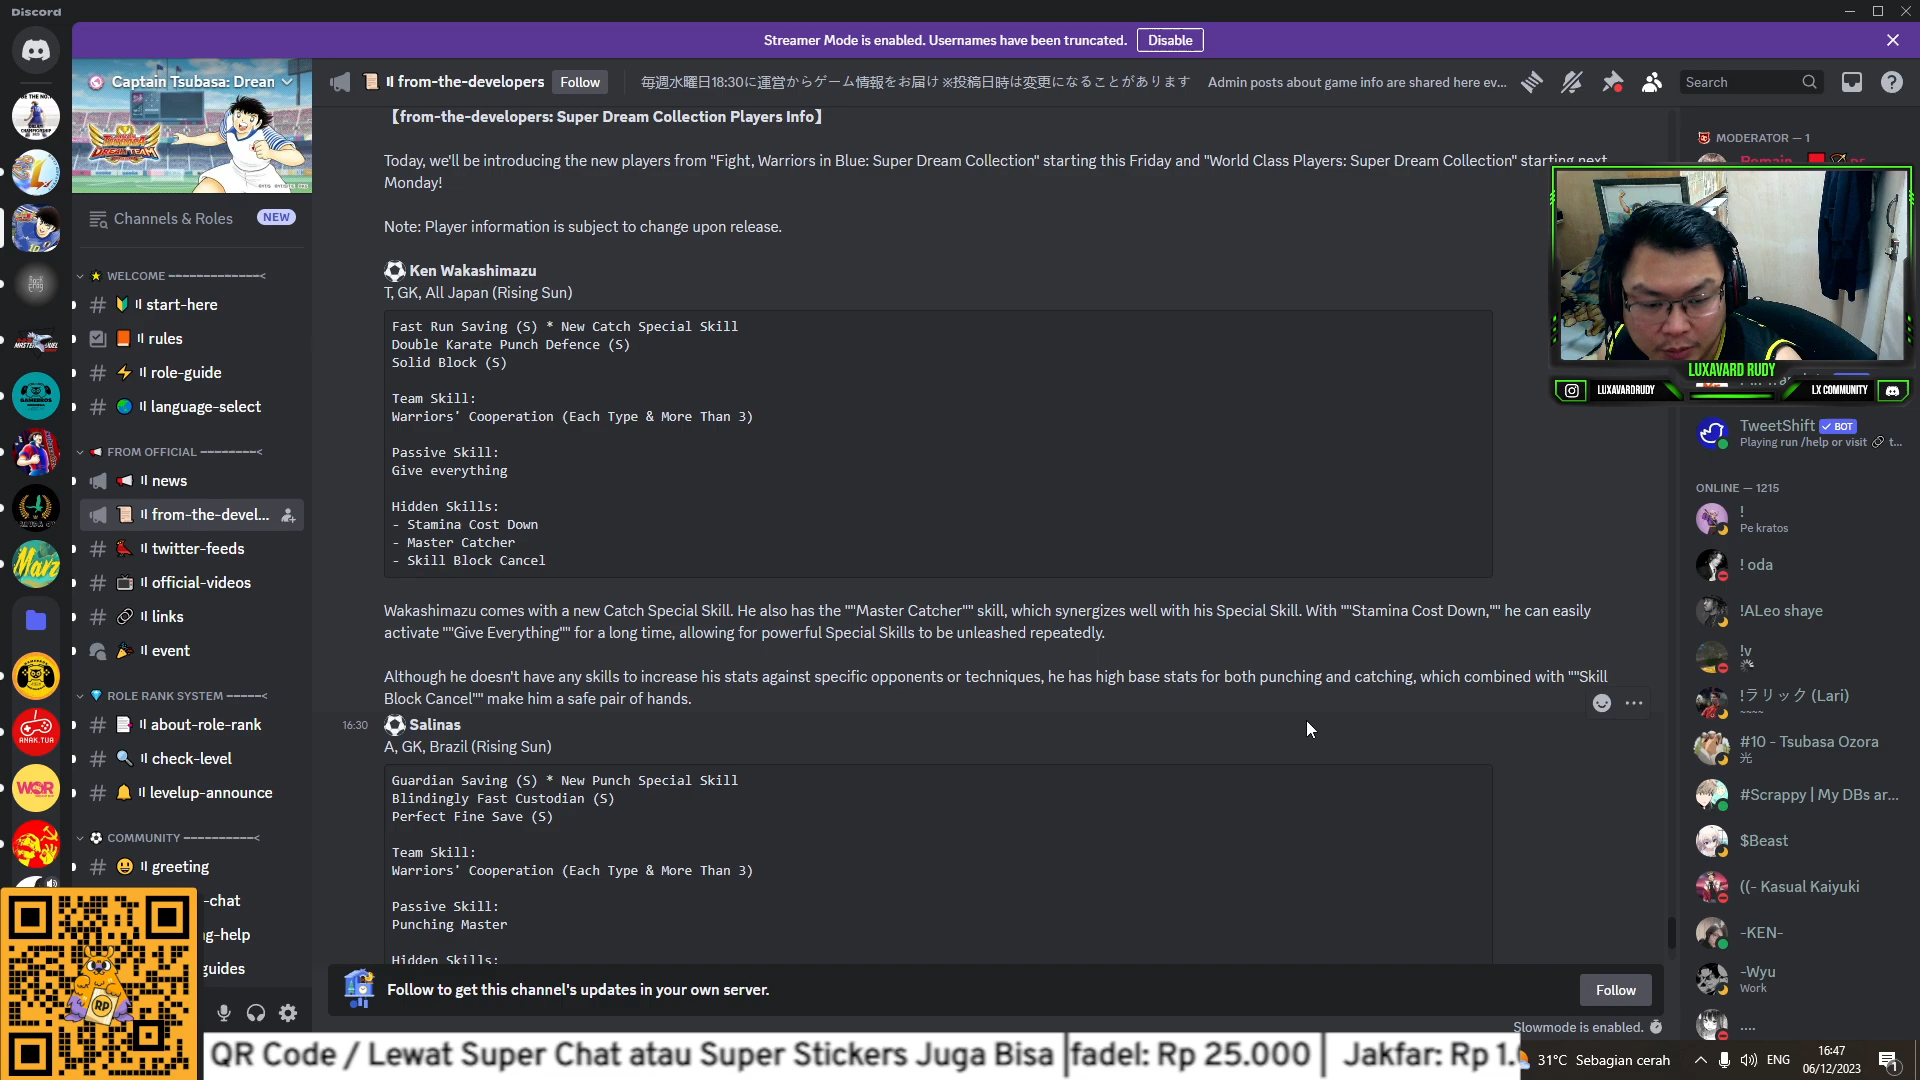 Discord
Streamer Mode is enabled. Usernames have been truncated.
Disable
Captain Tsubasa: Drean
from-the-developers
Follow
毎週水曜日18:30に運営からゲーム情報をお届け ※投稿日時は変更になることがあります
Admin posts about game info are shared here ev...
Search
Channels & Roles
NEW
WELCOME -------------<
start-here
rules
role-guide
language-select
FROM OFFICIAL ---------<
news
from-the-devel...
twitter-feeds
official-videos
links
event
ROLE RANK SYSTEM -----<
about-role-rank
check-level
levelup-announce
COMMUNITY ----------<
greeting
-chat
g-help
guides
【from-the-developers: Super Dream Collection Players Info】
Today, we'll be introducing the new players from "Fight, Warriors in Blue: Super Dream Collection" starting this Friday and "World Class Players: Super Dream Collection" starting next
Monday!
Note: Player information is subject to change upon release.
Ken Wakashimazu
T, GK, All Japan (Rising Sun)
Fast Run Saving (S) * New Catch Special Skill
Double Karate Punch Defence (S)
Solid Block (S)
Team Skill:
Warriors' Cooperation (Each Type & More Than 3)
Passive Skill:
Give everything
Hidden Skills:
- Stamina Cost Down
- Master Catcher
- Skill Block Cancel
Wakashimazu comes with a new Catch Special Skill. He also has the ""Master Catcher"" skill, which synergizes well with his Special Skill. With ""Stamina Cost Down,"" he can easily
activate ""Give Everything"" for a long time, allowing for powerful Special Skills to be unleashed repeatedly.
Although he doesn't have any skills to increase his stats against specific opponents or techniques, he has high base stats for both punching and catching, which combined with ""Skill
Block Cancel"" make him a safe pair of hands.
16:30
Salinas
A, GK, Brazil (Rising Sun)
Guardian Saving (S) * New Punch Special Skill
Blindingly Fast Custodian (S)
Perfect Fine Save (S)
Team Skill:
Warriors' Cooperation (Each Type & More Than 3)
Passive Skill:
Punching Master
Hidden Skills:
Follow to get this channel's updates in your own server.
Follow
Slowmode is enabled.
MODERATOR — 1
LUXAVARD RUDY
LUXAVARDRUDY
LX COMMUNITY
TweetShift
BOT
Playing run /help or visit
t...
ONLINE — 1215
!
Pe kratos
! oda
!ALeo shaye
!v
!ラリック (Lari)
~~~~
#10 - Tsubasa Ozora
光
#Scrappy | My DBs ar...
$Beast
((- Kasual Kaiyuki
-KEN-
-Wyu
Work
....
ANAK.TUA
WQR
RP
QR Code / Lewat Super Chat atau Super Stickers Juga Bisa |fadel: Rp 25.000 | Jakfar: Rp 1.
31°C Sebagian cerah
ENG
16:47
06/12/2023
1